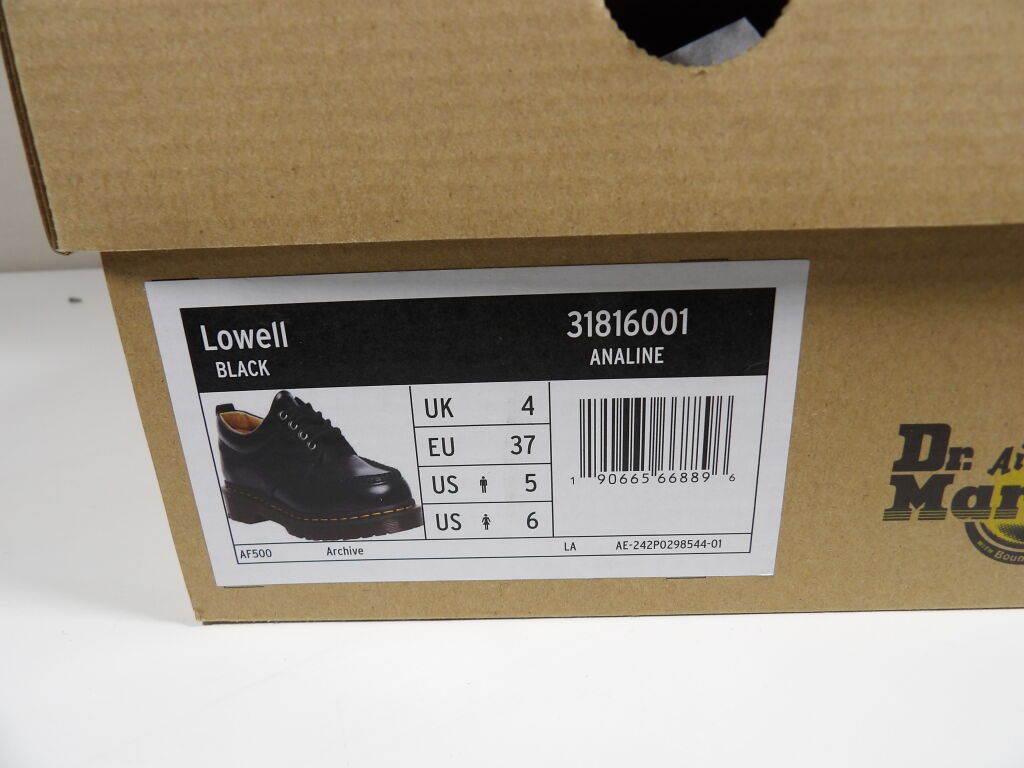 Lowell
BLACK
31816001
ANALINE
UK 4
EU 37
US 5
US 6
1 90665 66889 6
AF500
Archive
LA
AE-242P0298544-01
Dr.
Mar
WITH